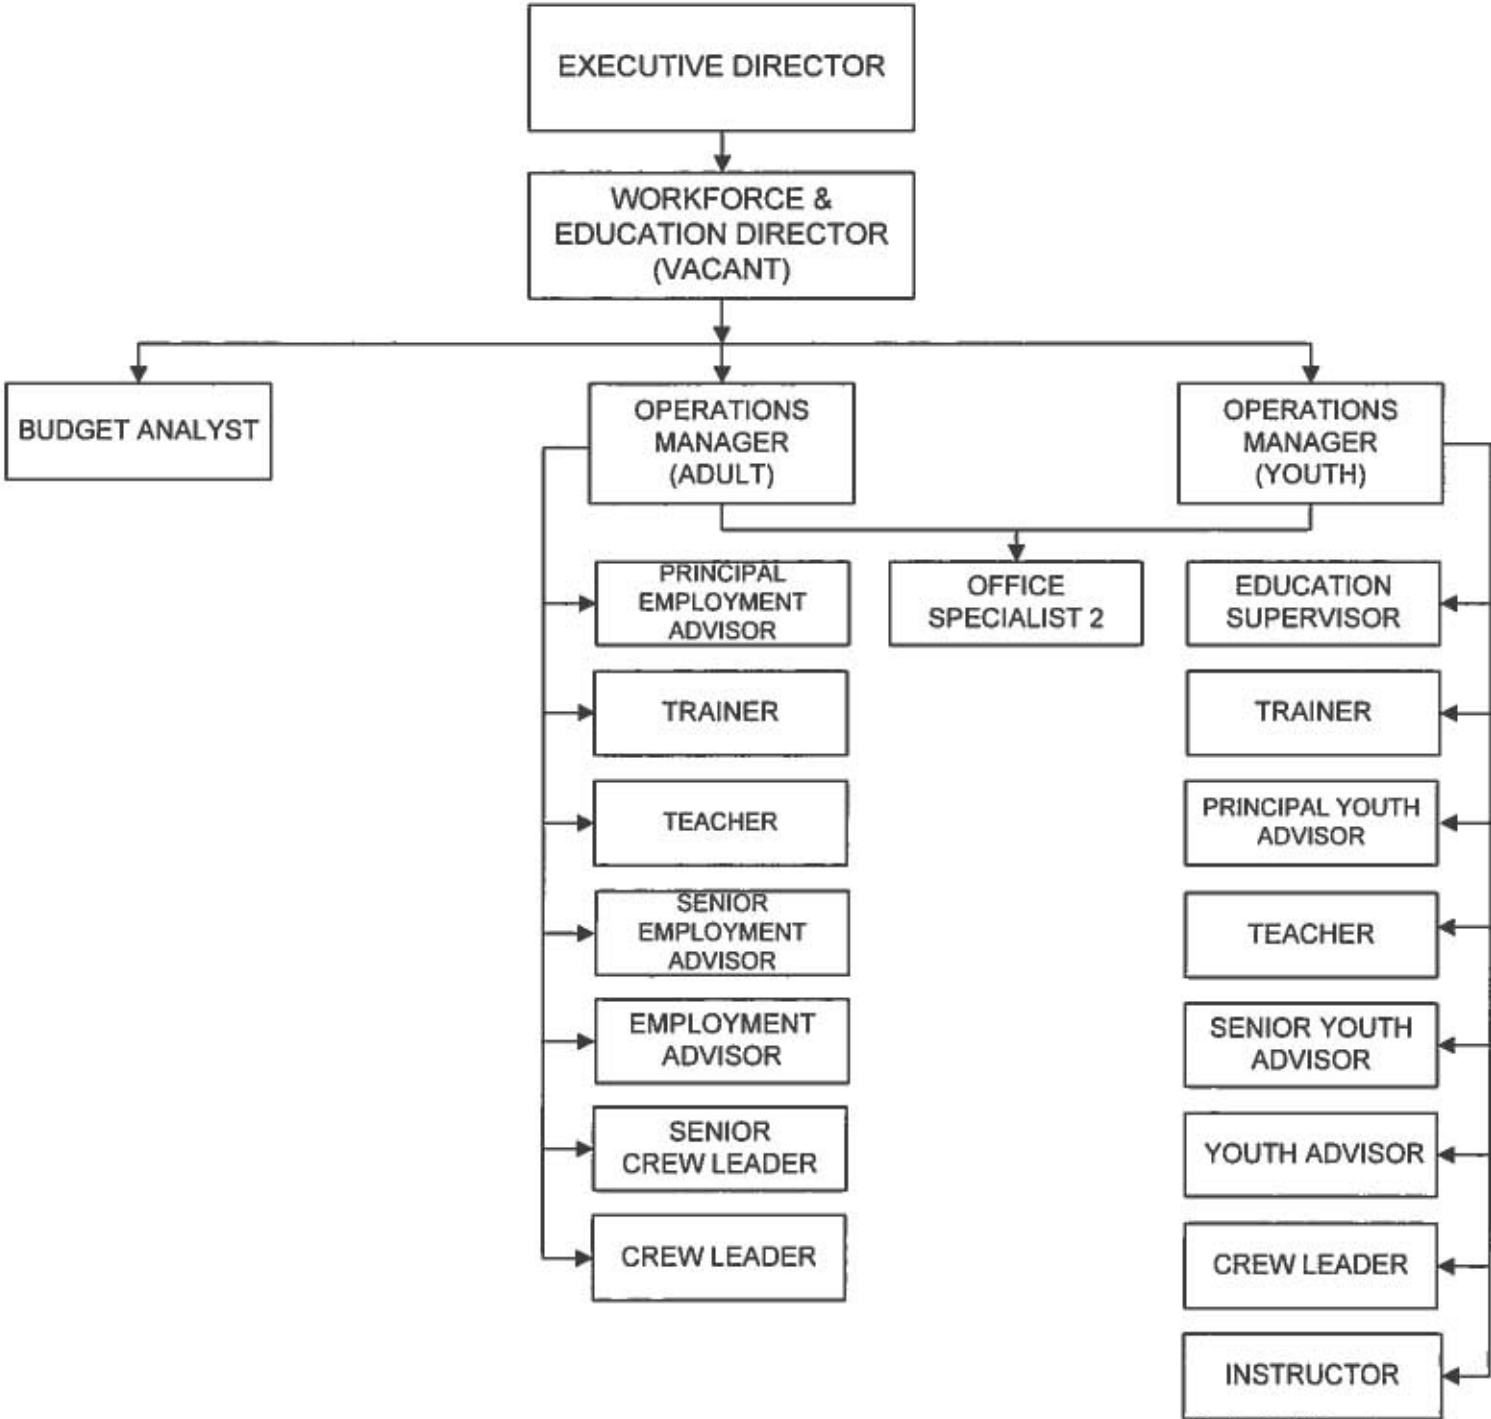 EXECUTIVE DIRECTOR
WORKFORCE &
EDUCATION DIRECTOR
(VACANT)
BUDGET ANALYST
OPERATIONS
MANAGER
(ADULT)
OPERATIONS
MANAGER
(YOUTH)
PRINCIPAL
EMPLOYMENT
ADVISOR
TRAINER
TEACHER
SENIOR
EMPLOYMENT
ADVISOR
EMPLOYMENT
ADVISOR
SENIOR
CREW LEADER
CREW LEADER
OFFICE
SPECIALIST 2
EDUCATION
SUPERVISOR
TRAINER
PRINCIPAL YOUTH
ADVISOR
TEACHER
SENIOR YOUTH
ADVISOR
YOUTH ADVISOR
CREW LEADER
INSTRUCTOR